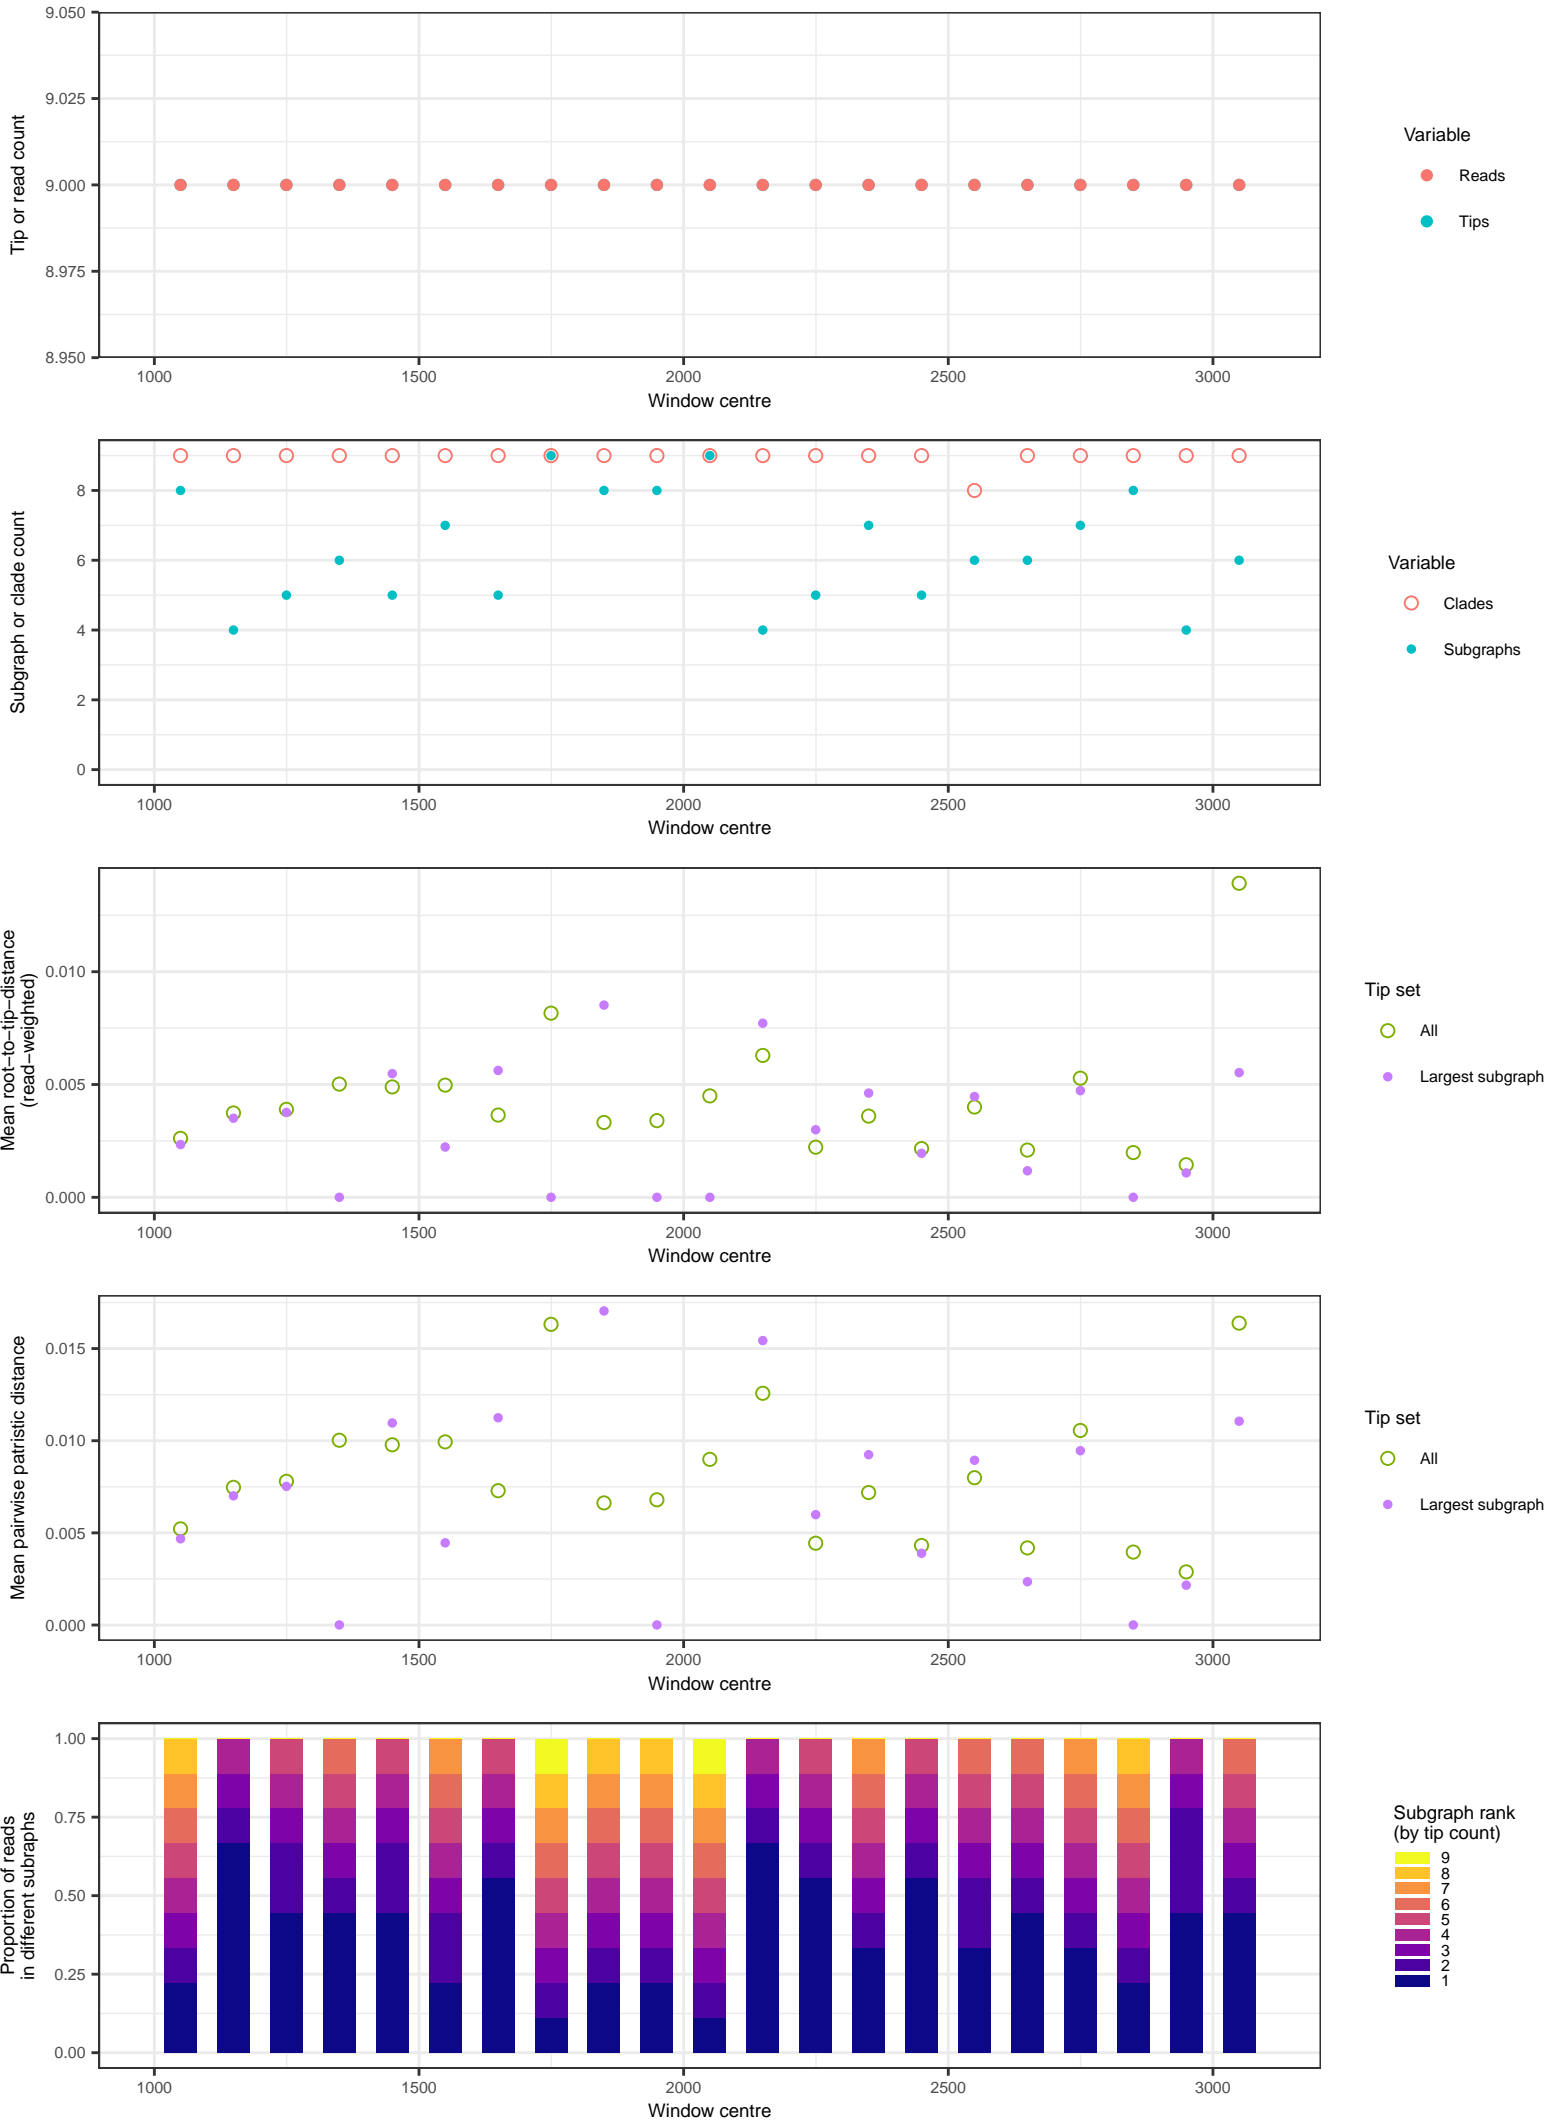 9.050
9.025
9.000
8.975
8.950
Tip or read count
1000 1500 2000 2500 3000
Window centre
Variable
Reads
Tips
8
6
4
2
0
Subgraph or clade count
1000 1500 2000 2500 3000
Window centre
Variable
Clades
Subgraphs
0.010
0.005
0.000
Mean root−to−tip−distance
(read−weighted)
1000 1500 2000 2500 3000
Window centre
Tip set
All
Largest subgraph
0.015
0.010
0.005
0.000
Mean pairwise patristic distance
1000 1500 2000 2500 3000
Window centre
Tip set
All
Largest subgraph
1.00
0.75
0.50
0.25
0.00
Proportion of reads
in different subraphs
1000 1500 2000 2500 3000
Window centre
Subgraph rank
(by tip count)
9
8
7
6
5
4
3
2
1